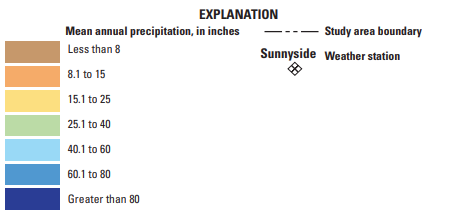 EXPLANATION
Mean annual precipitation, in inches
Less than 8
8.1 to 15
15.1 to 25
25.1 to 40
40.1 to 60
60.1 to 80
Greater than 80
Study area boundary
Sunnyside Weather station